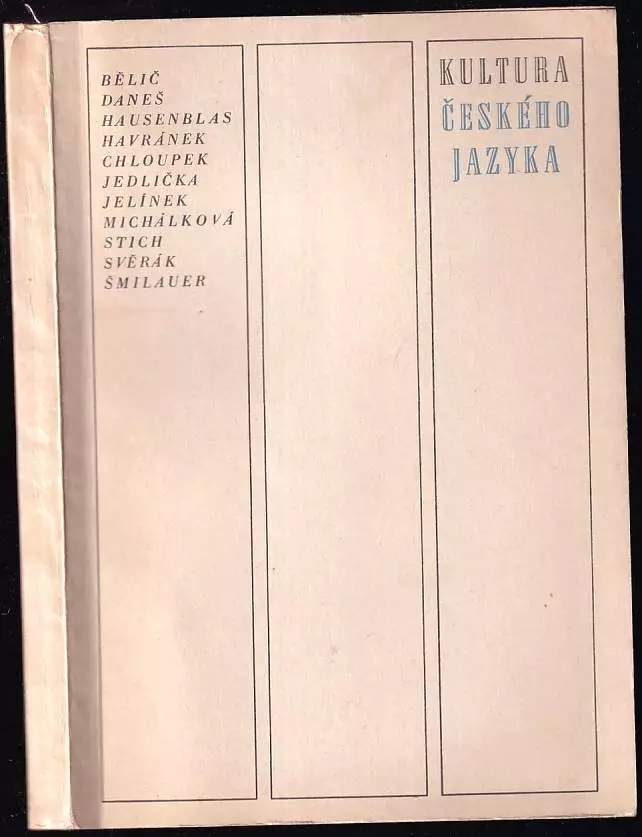 BĚLIČ
DANEŠ
HAUSENBLAS
HAVRÁNEK
CHLOUPEK
JEDLIČKA
JELÍNEK
MICHÁLKOVÁ
STICH
SVĚRÁK
ŠMILAUER
KULTURA
ČESKÉHO
JAZYKA